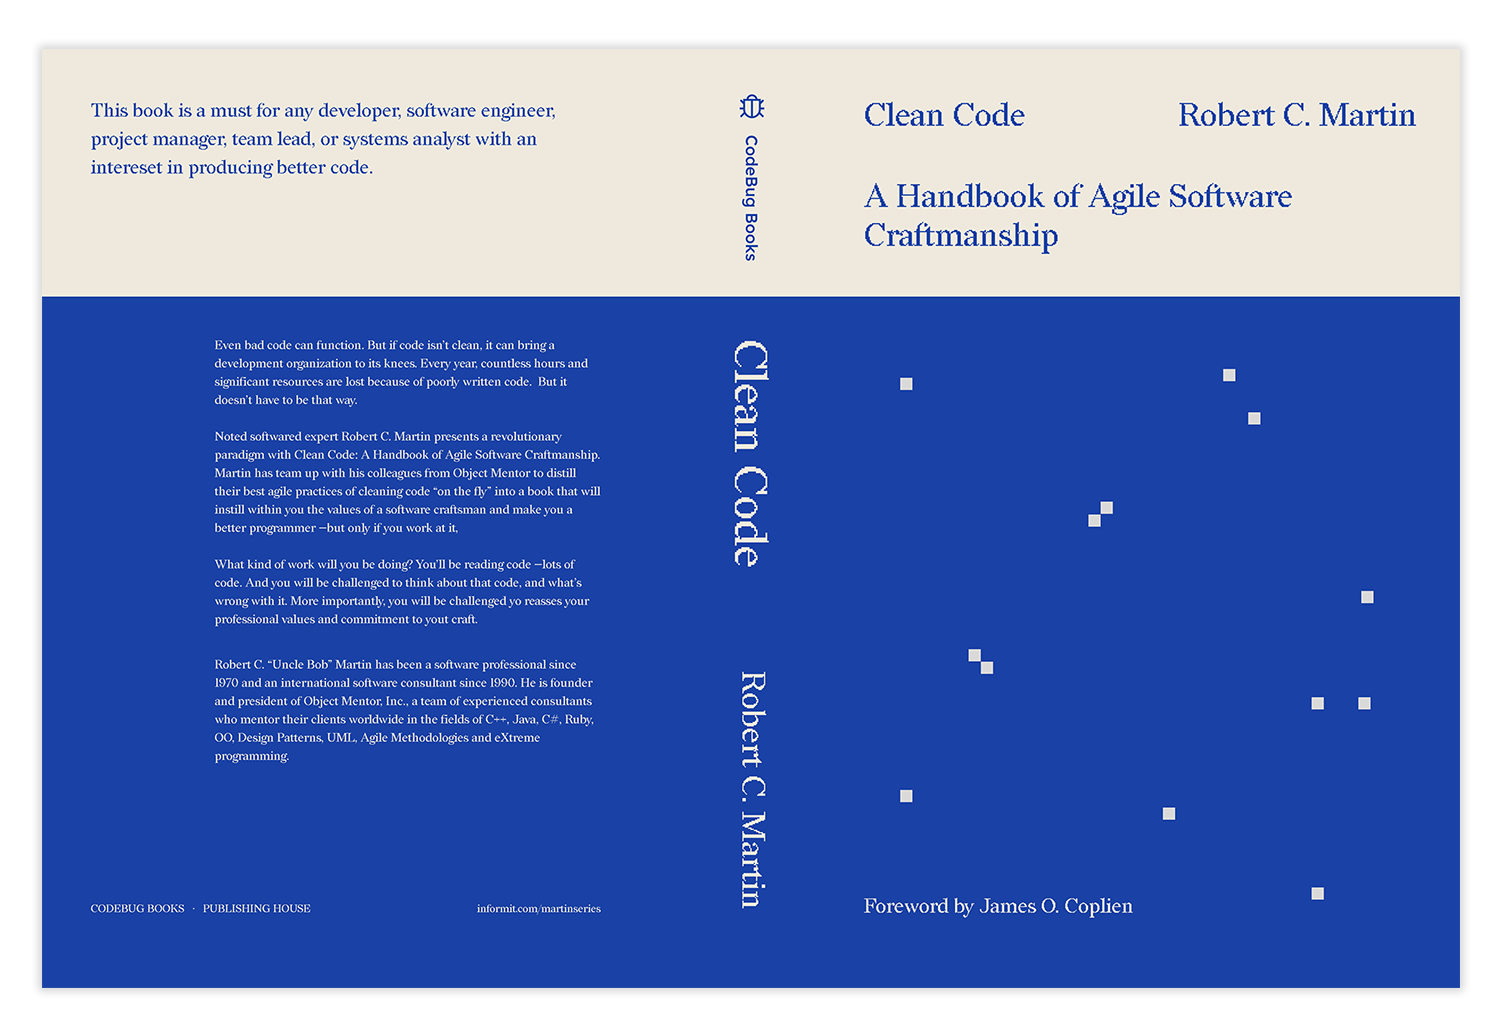 This book is a must for any developer, software engineer,
project manager, team lead, or systems analyst with an
intereset in producing better code.
Even bad code can function. But if code isn't clean, it can bring a
development organization to its knees. Every year, countless hours and
significant resources are lost because of poorly written code.  But it
doesn't have to be that way.
Noted softwared expert Robert C. Martin presents a revolutionary
paradigm with Clean Code: A Handbook of Agile Software Craftmanship.
Martin has team up with his colleagues from Object Mentor to distill
their best agile practices of cleaning code “on the fly” into a book that will
instill within you the values of a software craftsman and make you a
better programmer —but only if you work at it,
What kind of work will you be doing? You'll be reading code —lots of
code. And you will be challenged to think about that code, and what's
wrong with it. More importantly, you will be challenged yo reasses your
professional values and commitment to yout craft.
Robert C. “Uncle Bob” Martin has been a software professional since
1970 and an international software consultant since 1990. He is founder
and president of Object Mentor, Inc., a team of experienced consultants
who mentor their clients worldwide in the fields of C++, Java, C#, Ruby,
OO, Design Patterns, UML, Agile Methodologies and eXtreme
programming.
CODEBUG BOOKS · PUBLISHING HOUSE
informit.com/martinseries
CodeBug Books
Clean Code
Robert C. Martin
Clean Code
Robert C. Martin
A Handbook of Agile Software
Craftmanship
Foreword by James O. Coplien